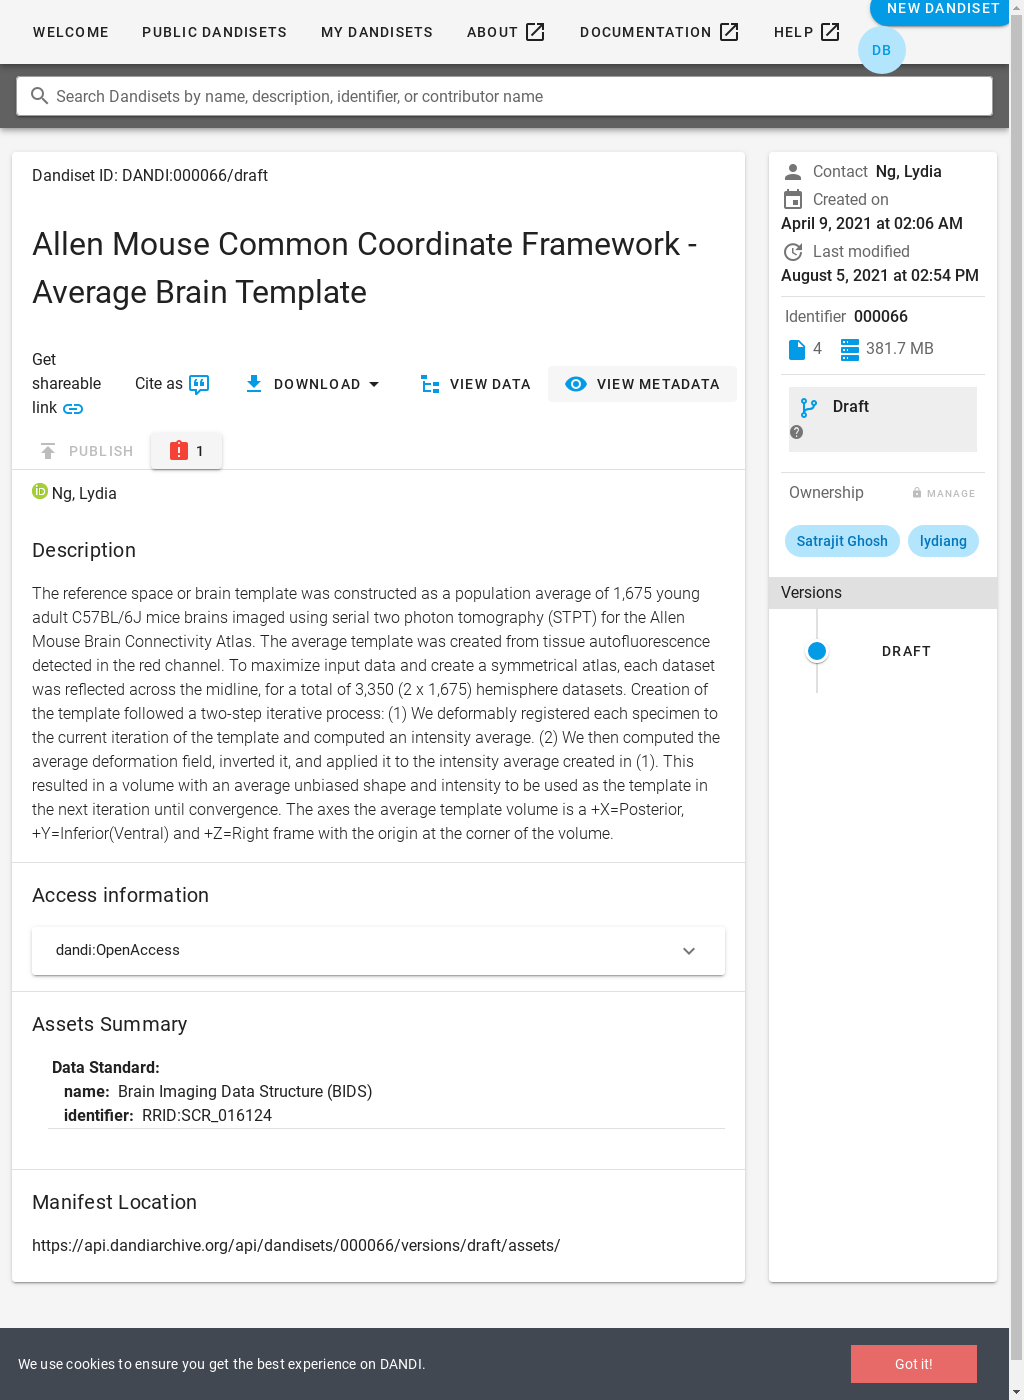 WELCOME
PUBLIC DANDISETS
MY DANDISETS
ABOUT
DOCUMENTATION
HELP
NEW DANDISET
DB
Search Dandisets by name, description, identifier, or contributor name
Dandiset ID: DANDI:000066/draft
Allen Mouse Common Coordinate Framework -
Average Brain Template
Get
shareable
link
Cite as
DOWNLOAD
VIEW DATA
VIEW METADATA
PUBLISH
1
iD Ng, Lydia
Description
The reference space or brain template was constructed as a population average of 1,675 young
adult C57BL/6J mice brains imaged using serial two photon tomography (STPT) for the Allen
Mouse Brain Connectivity Atlas. The average template was created from tissue autofluorescence
detected in the red channel. To maximize input data and create a symmetrical atlas, each dataset
was reflected across the midline, for a total of 3,350 (2 x 1,675) hemisphere datasets. Creation of
the template followed a two-step iterative process: (1) We deformably registered each specimen to
the current iteration of the template and computed an intensity average. (2) We then computed the
average deformation field, inverted it, and applied it to the intensity average created in (1). This
resulted in a volume with an average unbiased shape and intensity to be used as the template in
the next iteration until convergence. The axes the average template volume is a +X=Posterior,
+Y=Inferior(Ventral) and +Z=Right frame with the origin at the corner of the volume.
Access information
dandi:OpenAccess
Assets Summary
Data Standard:
name: Brain Imaging Data Structure (BIDS)
identifier: RRID:SCR_016124
Manifest Location
https://api.dandiarchive.org/api/dandisets/000066/versions/draft/assets/
Contact Ng, Lydia
Created on
April 9, 2021 at 02:06 AM
Last modified
August 5, 2021 at 02:54 PM
Identifier 000066
4 381.7 MB
Draft
Ownership
MANAGE
Satrajit Ghosh
lydiang
Versions
DRAFT
We use cookies to ensure you get the best experience on DANDI.
Got it!